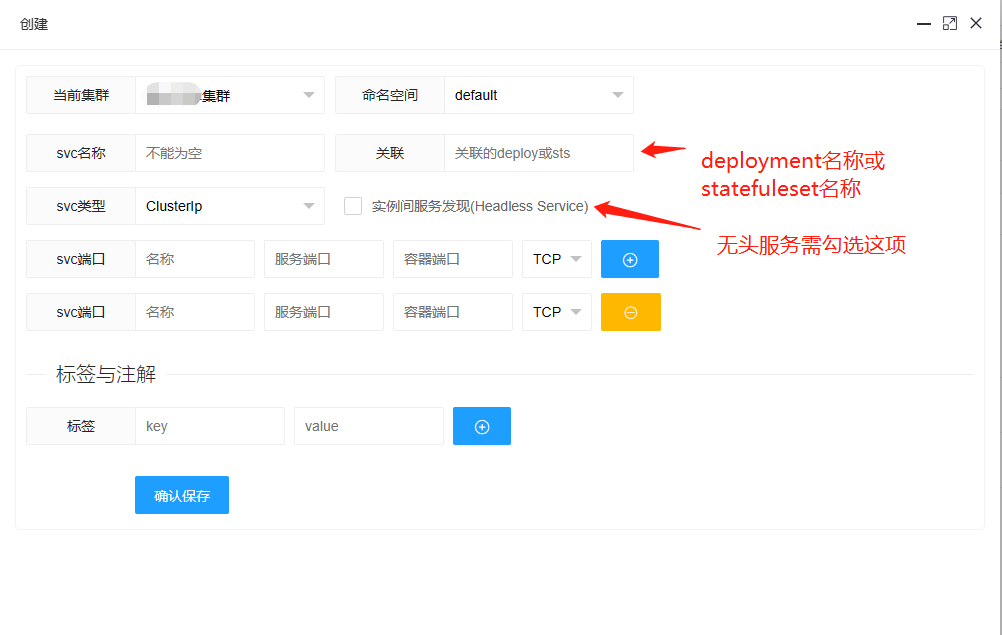 创建
当前集群 集群 命名空间 default
svc名称 不能为空 关联 关联的deploy或sts
deployment名称或
statefuleset名称
svc类型 ClusterIp 实例间服务发现(Headless Service)
无头服务需勾选这项
svc端口 名称 服务端口 容器端口 TCP
svc端口 名称 服务端口 容器端口 TCP
标签与注解
标签 key value
确认保存